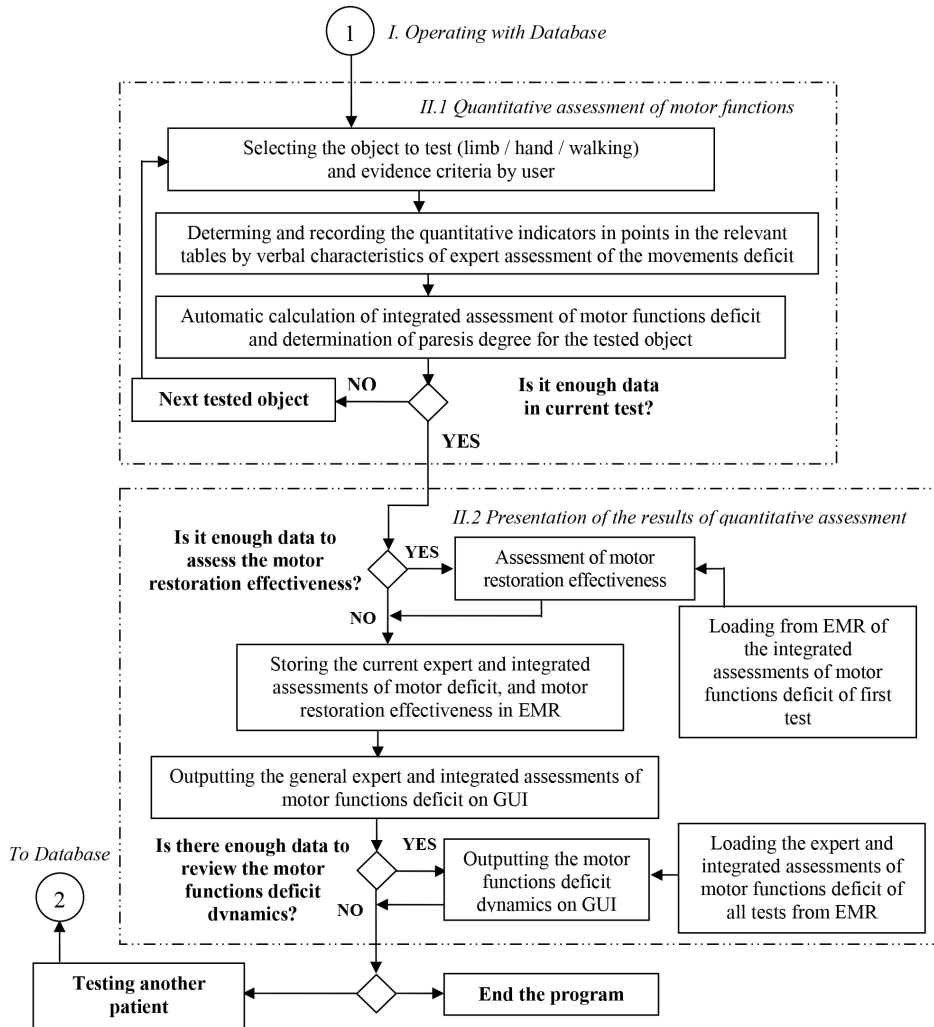 1
I. Operating with Database
II.1 Quantitative assessment of motor functions
Selecting the object to test (limb / hand / walking)
and evidence criteria by user
Determing and recording the quantitative indicators in points in the relevant
tables by verbal characteristics of expert assessment of the movements deficit
Automatic calculation of integrated assessment of motor functions deficit
and determination of paresis degree for the tested object
Next tested object
NO
Is it enough data
in current test?
YES
II.2 Presentation of the results of quantitative assessment
Is it enough data to
assess the motor
restoration effectiveness?
YES
Assessment of motor
restoration effectiveness
NO
Loading from EMR of
the integrated
assessments of motor
functions deficit of first
test
Storing the current expert and integrated
assessments of motor deficit, and motor
restoration effectiveness in EMR
Outputting the general expert and integrated assessments of
motor functions deficit on GUI
To Database
2
Is there enough data to
review the motor
functions deficit
dynamics?
YES
NO
Outputting the motor
functions deficit
dynamics on GUI
Loading the expert and
integrated assessments of
motor functions deficit of
all tests from EMR
Testing another
patient
End the program